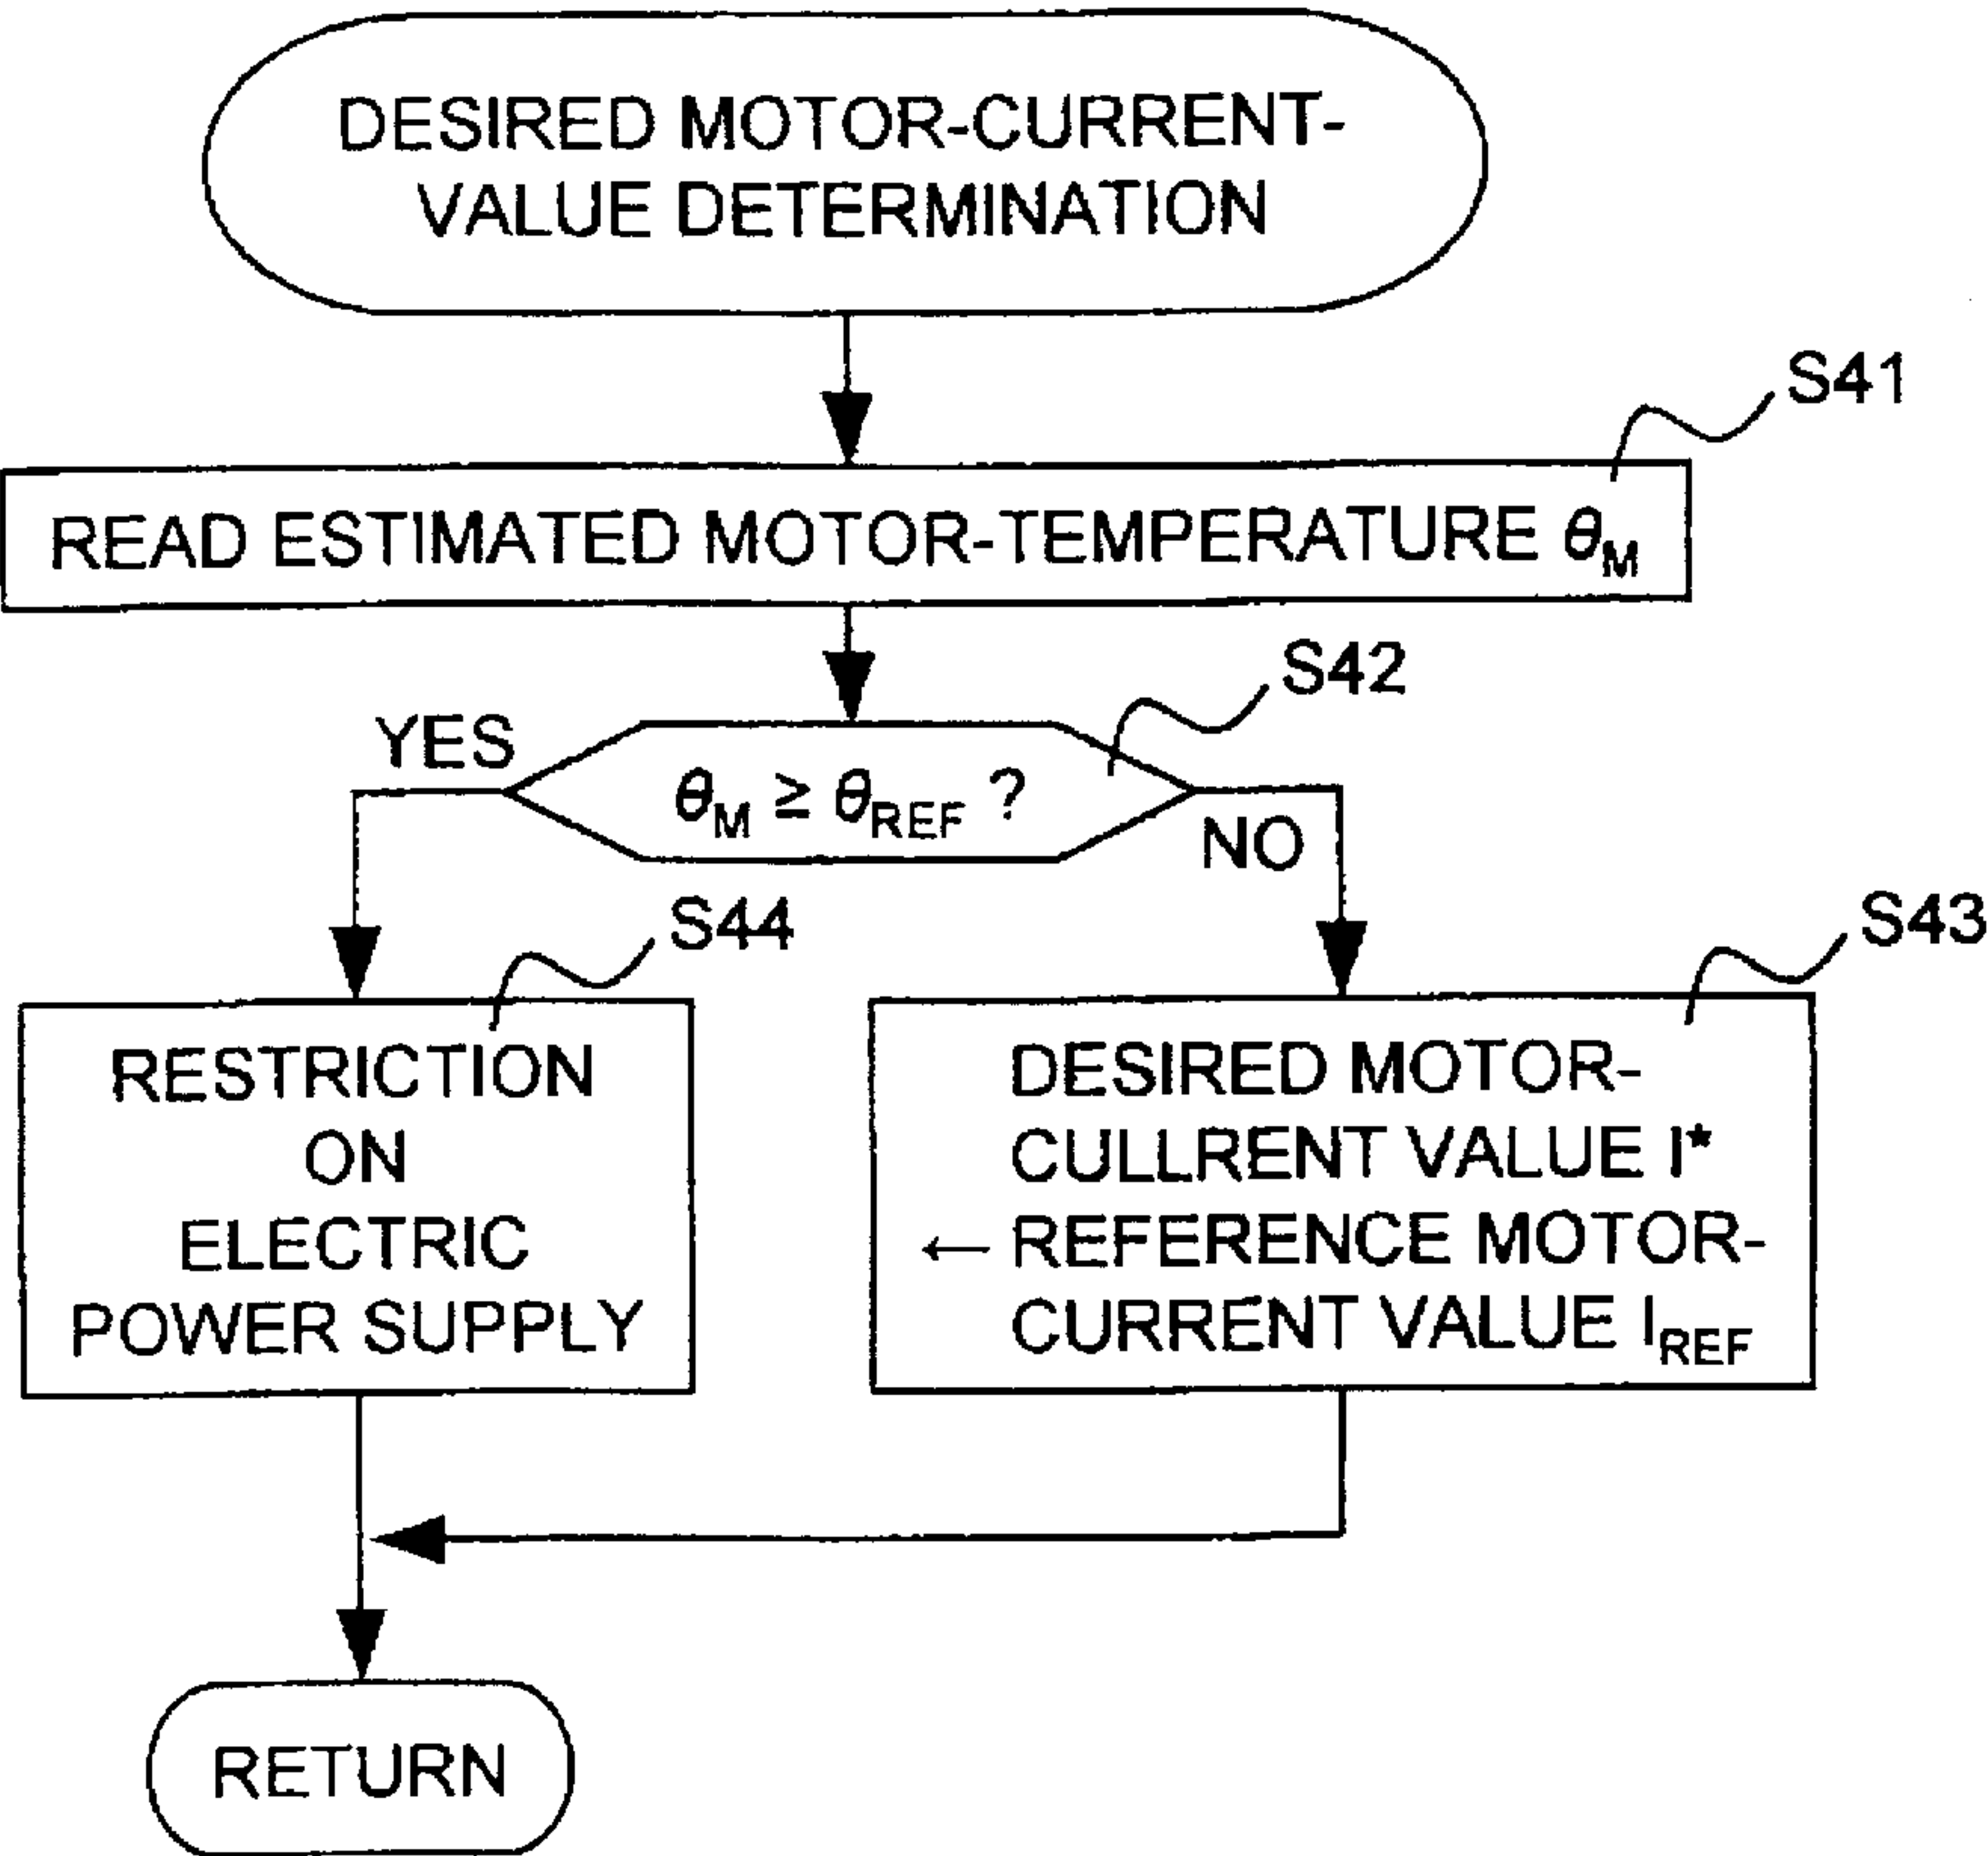 DESIRED MOTOR-CURRENT-
VALUE DETERMINATION
S41
READ ESTIMATED MOTOR-TEMPERATURE θM
S42
YES
θM ≥ θREF ?
NO
S44
S43
RESTRICTION
ON
ELECTRIC
POWER SUPPLY
DESIRED MOTOR-
CULLRENT VALUE I*
← REFERENCE MOTOR-
CURRENT VALUE IREF
RETURN